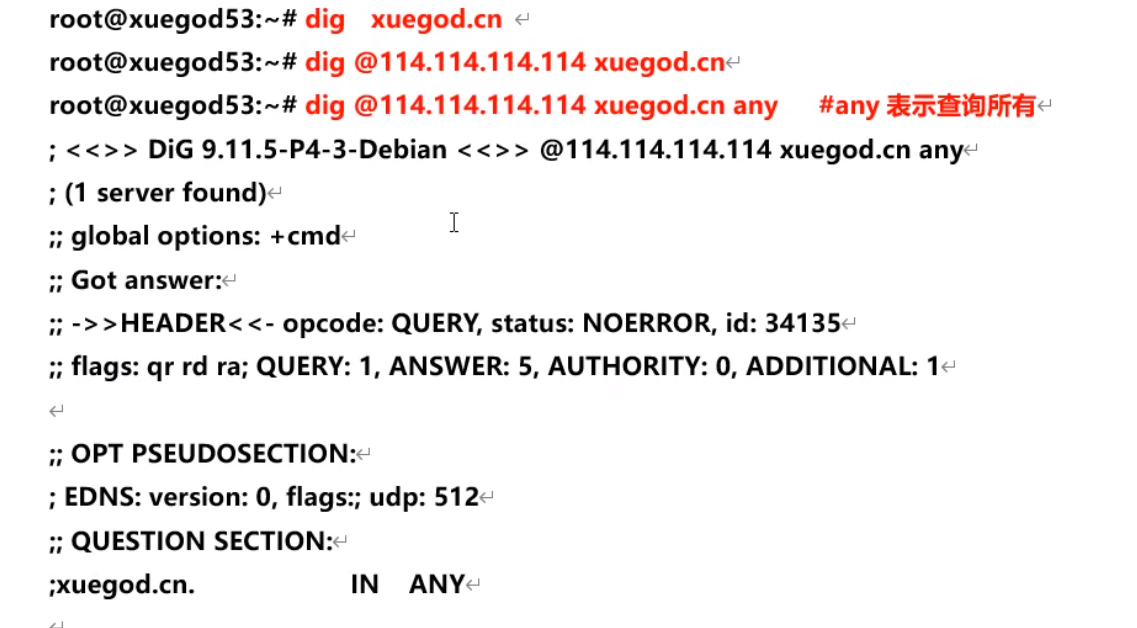 root@xuegod53:~# dig xuegod.cn
root@xuegod53:~# dig @114.114.114.114 xuegod.cn
root@xuegod53:~# dig @114.114.114.114 xuegod.cn any #any 表示查询所有
; <<>> DiG 9.11.5-P4-3-Debian <<>> @114.114.114.114 xuegod.cn any
; (1 server found)
;; global options: +cmd
;; Got answer:
;; ->>HEADER<<- opcode: QUERY, status: NOERROR, id: 34135
;; flags: qr rd ra; QUERY: 1, ANSWER: 5, AUTHORITY: 0, ADDITIONAL: 1
;; OPT PSEUDOSECTION:
; EDNS: version: 0, flags:; udp: 512
;; QUESTION SECTION:
;xuegod.cn. IN ANY